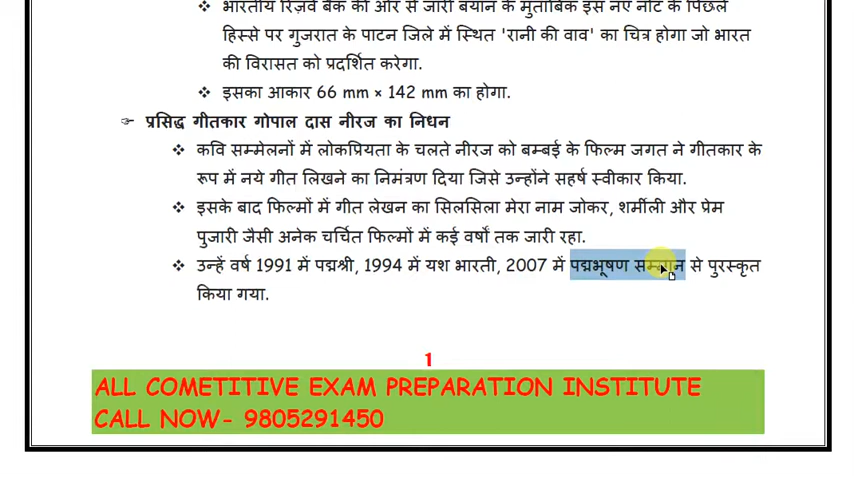 ❖ भारतीय रिज़र्व बैंक की ओर से जारी बयान के मुताबिक इस नए नोट के पिछले
हिस्से पर गुजरात के पाटन जिले में स्थित 'रानी की वाव' का चित्र होगा जो भारत
की विरासत को प्रदर्शित करेगा.
❖ इसका आकार 66 mm × 142 mm का होगा.
☞ प्रसिद्ध गीतकार गोपाल दास नीरज का निधन
❖ कवि सम्मेलनों में लोकप्रियता के चलते नीरज को बम्बई के फिल्म जगत ने गीतकार के
रूप में नये गीत लिखने का निमंत्रण दिया जिसे उन्होंने सहर्ष स्वीकार किया.
❖ इसके बाद फिल्मों में गीत लेखन का सिलसिला मेरा नाम जोकर, शर्मीली और प्रेम
पुजारी जैसी अनेक चर्चित फिल्मों में कई वर्षों तक जारी रहा.
❖ उन्हें वर्ष 1991 में पद्मश्री, 1994 में यश भारती, 2007 में पद्मभूषण सम्मान से पुरस्कृत
किया गया.
1
ALL COMETITIVE EXAM PREPARATION INSTITUTE
CALL NOW- 9805291450